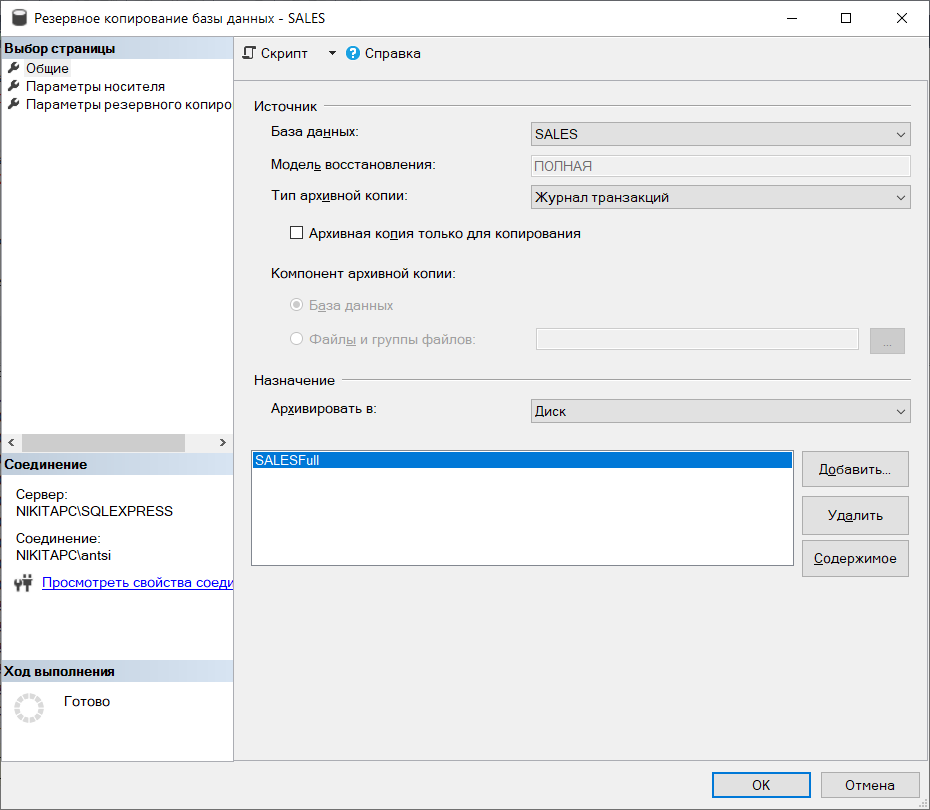 Резервное копирование базы данных - SALES
Выбор страницы
Общие
Параметры носителя
Параметры резервного копиро
Скрипт
Справка
Источник
База данных:
SALES
Модель восстановления:
ПОЛНАЯ
Тип архивной копии:
Журнал транзакций
Архивная копия только для копирования
Компонент архивной копии:
База данных
Файлы и группы файлов:
...
Назначение
Архивировать в:
Диск
SALESFull
Добавить...
Удалить
Содержимое
Соединение
Сервер:
NIKITAPC\SQLEXPRESS
Соединение:
NIKITAPC\antsi
Просмотреть свойства соеди
Ход выполнения
Готово
ОК
Отмена